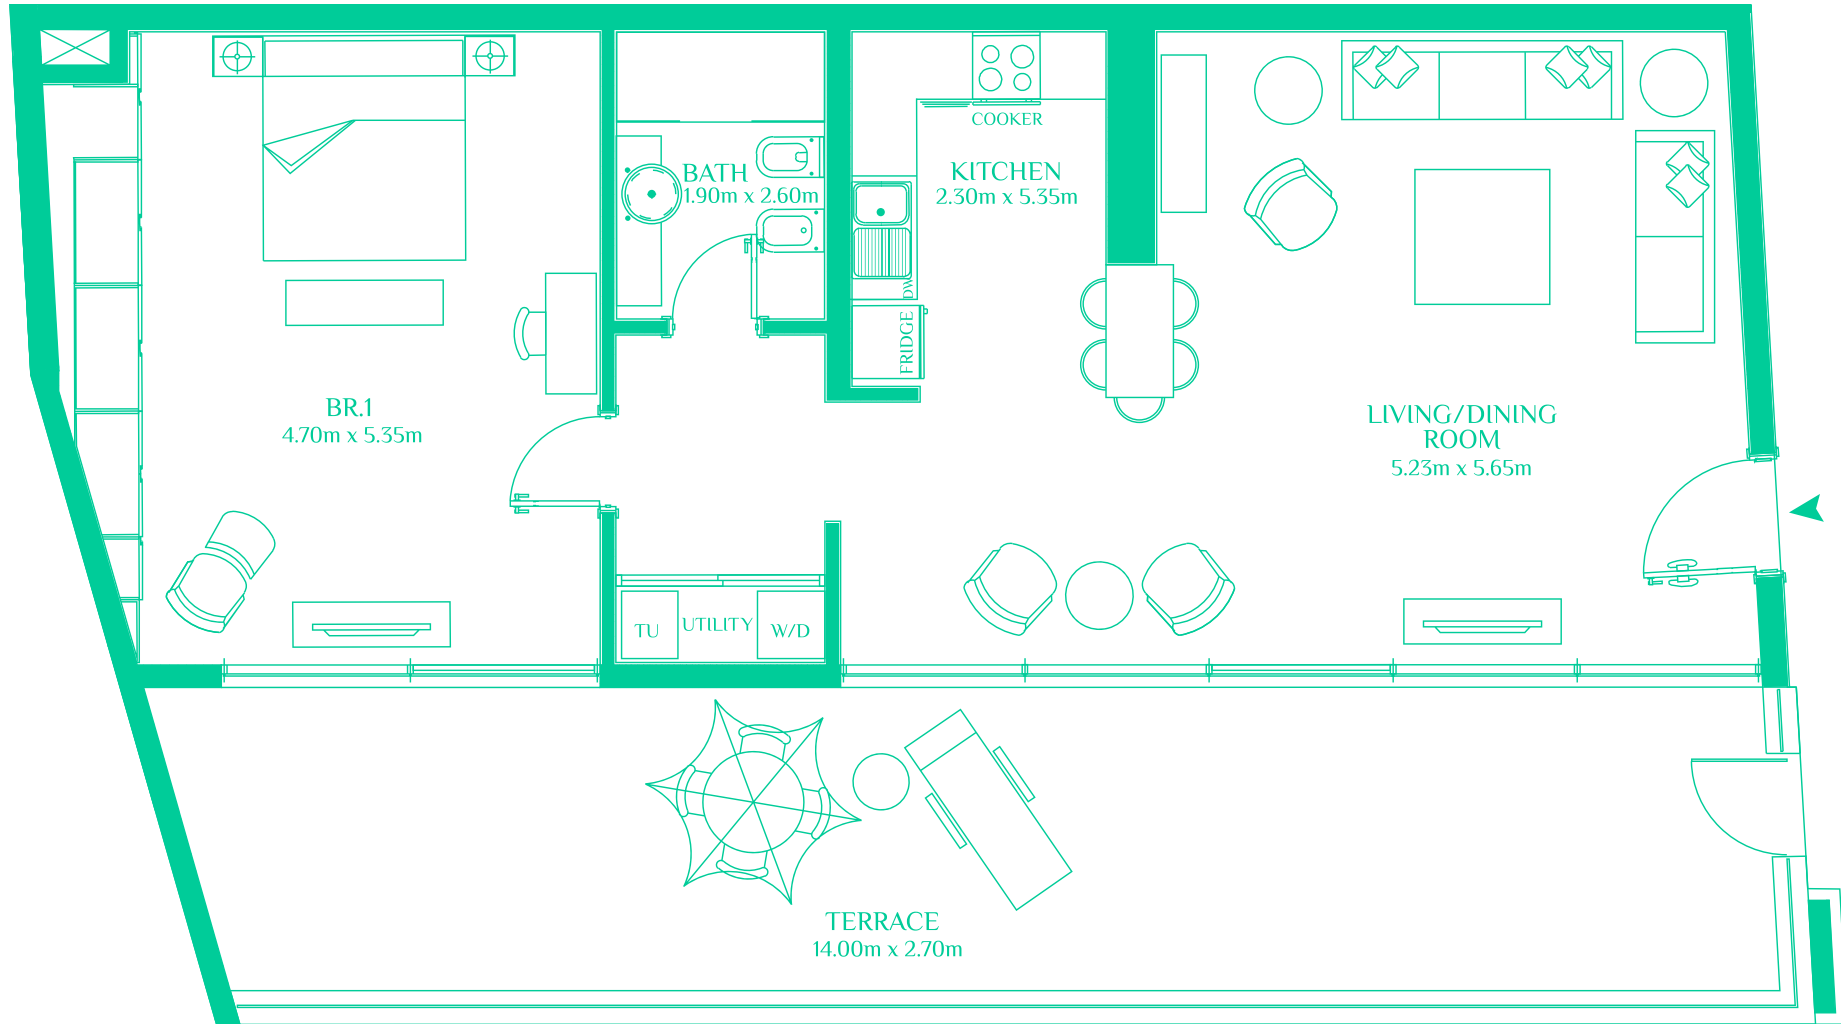 COOKER
BATH
1.90m x 2.60m
KITCHEN
2.30m x 5.35m
DW
FRIDGE
BR.1
4.70m x 5.35m
LIVING/DINING
ROOM
5.23m x 5.65m
TU
UTILITY
W/D
TERRACE
14.00m x 2.70m